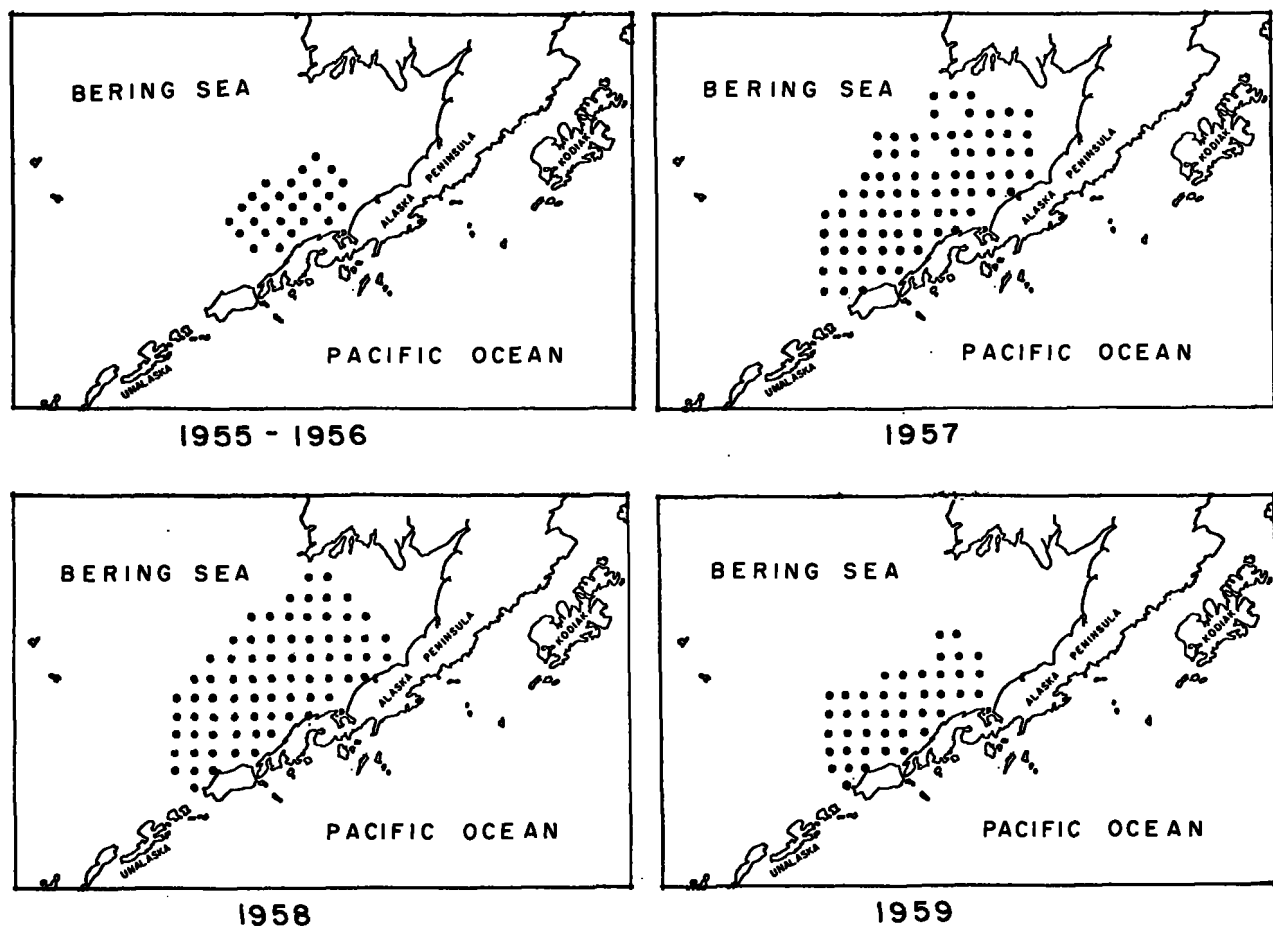 BERING SEA
ALASKA PENINSULA
KODIAK
UNALASKA
PACIFIC OCEAN
1955 - 1956
BERING SEA
ALASKA PENINSULA
KODIAK
UNALASKA
PACIFIC OCEAN
1957
BERING SEA
ALASKA PENINSULA
KODIAK
UNALASKA
PACIFIC OCEAN
1958
BERING SEA
ALASKA PENINSULA
KODIAK
UNALASKA
PACIFIC OCEAN
1959